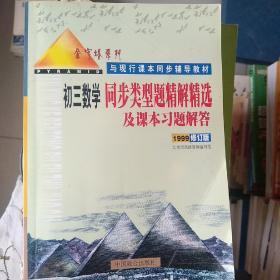 金字塔系列
PYRAMID
与现行课本同步辅导教材
初三数学
同步类型题精解精选
及课本习题解答
1999修订版
中国致公出版社